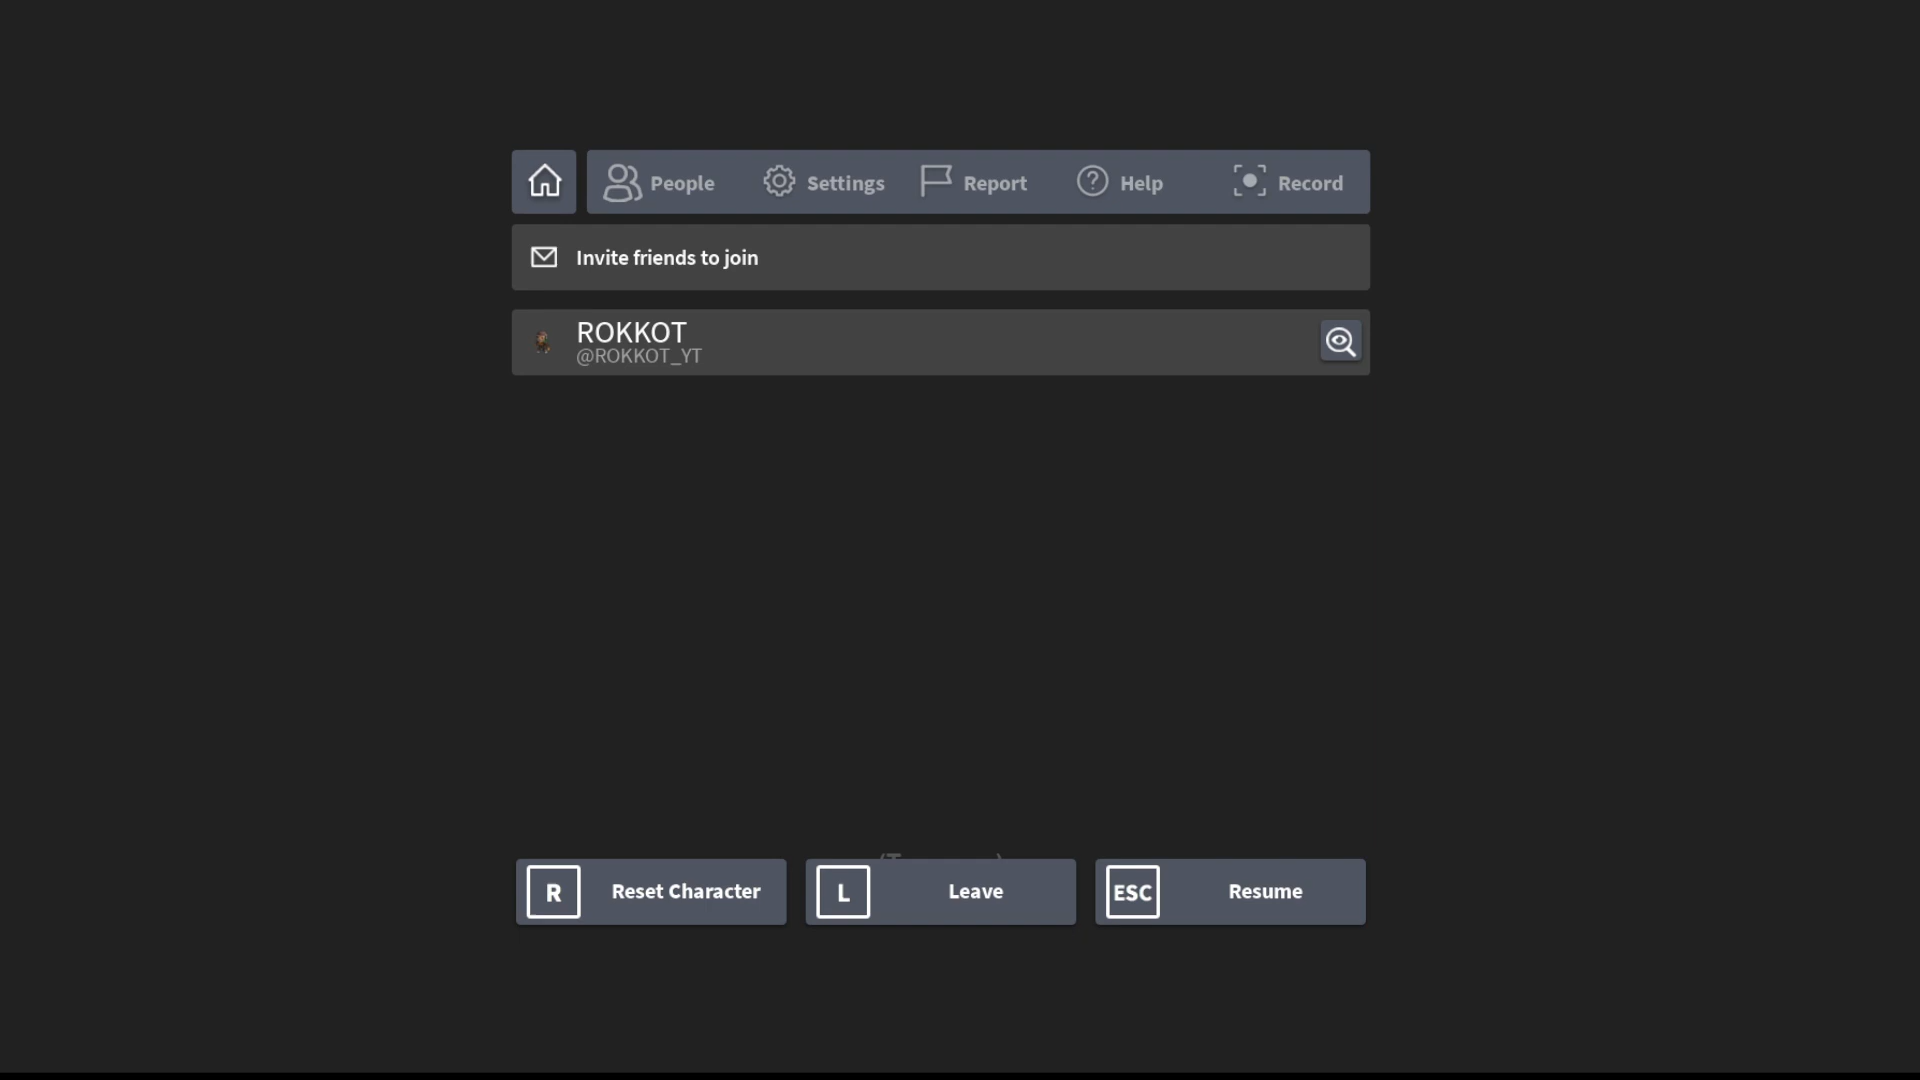 People
Settings
Report
Help
Record
Invite friends to join
ROKKOT
@ROKKOT_YT
R
Reset Character
L
Leave
ESC
Resume